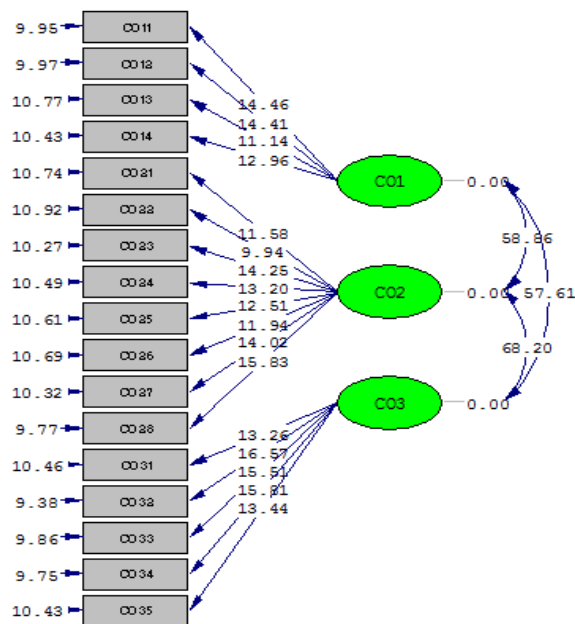 9.95 CO11
9.97 CO12
10.77 CO13
10.43 CO14
10.74 CO21
10.92 CO22
10.27 CO23
10.49 CO24
10.61 CO25
10.69 CO26
10.32 CO27
9.77 CO28
10.46 CO31
9.38 CO32
9.86 CO33
9.75 CO34
10.43 CO35
14.46
14.41
11.14
12.96
11.58
9.94
14.25
13.20
12.51
11.94
14.02
15.83
13.26
16.57
15.51
15.81
13.44
CO1 0.00
CO2 0.00
CO3 0.00
58.86
57.61
68.20